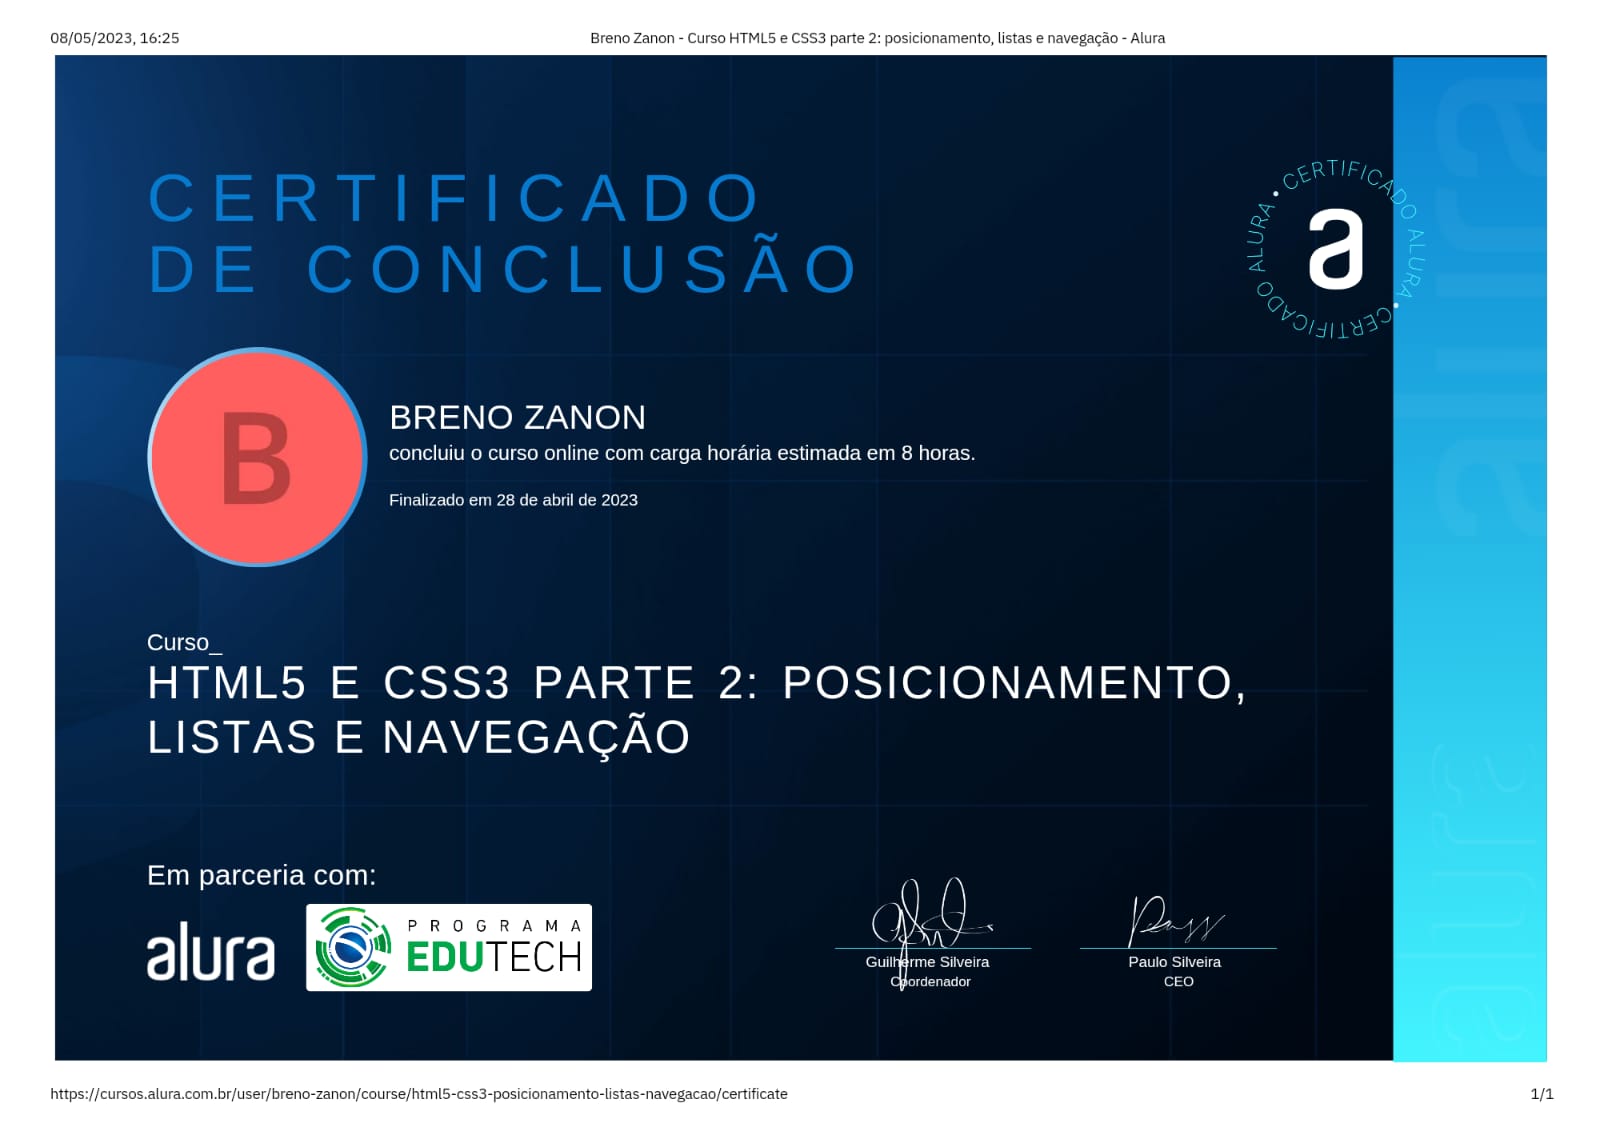 08/05/2023, 16:25
Breno Zanon - Curso HTML5 e CSS3 parte 2: posicionamento, listas e navegação - Alura
CERTIFICADO
DE CONCLUSÃO
• CERTIFICADO ALURA • CERTIFICADO ALURA
a
alura
B
BRENO ZANON
concluiu o curso online com carga horária estimada em 8 horas.
Finalizado em 28 de abril de 2023
Curso_
HTML5 E CSS3 PARTE 2: POSICIONAMENTO,
LISTAS E NAVEGAÇÃO
alura
Em parceria com:
alura
PROGRAMA
EDUTECH
Guilherme Silveira
Coordenador
Paulo Silveira
CEO
https://cursos.alura.com.br/user/breno-zanon/course/html5-css3-posicionamento-listas-navegacao/certificate
1/1